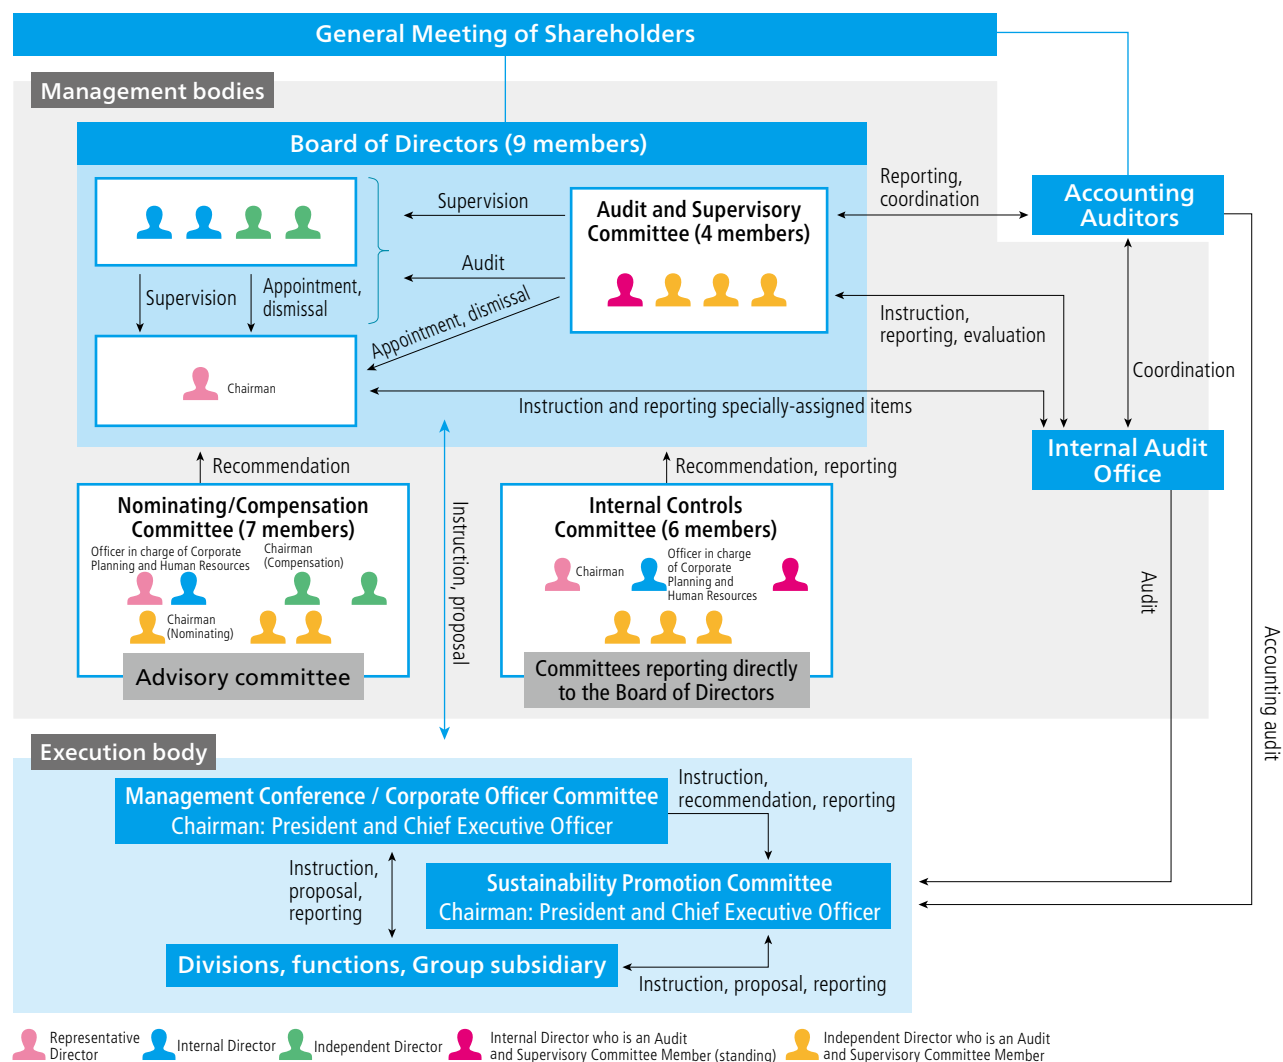 General Meeting of Shareholders
Management bodies
Board of Directors (9 members)
Supervision
Audit
Appointment, dismissal
Audit and Supervisory
Committee (4 members)
Supervision
Appointment,
dismissal
Chairman
Reporting,
coordination
Accounting
Auditors
Instruction,
reporting, evaluation
Coordination
Instruction and reporting specially-assigned items
Internal Audit
Office
Recommendation
Recommendation, reporting
Nominating/Compensation
Committee (7 members)
Officer in charge of Corporate
Planning and Human Resources
Chairman
(Compensation)
Chairman
(Nominating)
Advisory committee
Instruction, proposal
Internal Controls
Committee (6 members)
Chairman
Officer in charge
of Corporate
Planning and
Human Resources
Committees reporting directly
to the Board of Directors
Audit
Accounting audit
Execution body
Management Conference / Corporate Officer Committee
Chairman: President and Chief Executive Officer
Instruction,
recommendation, reporting
Instruction,
proposal,
reporting
Sustainability Promotion Committee
Chairman: President and Chief Executive Officer
Divisions, functions, Group subsidiary
Instruction, proposal, reporting
Representative
Director
Internal Director
Independent Director
Internal Director who is an Audit
and Supervisory Committee Member (standing)
Independent Director who is an Audit
and Supervisory Committee Member